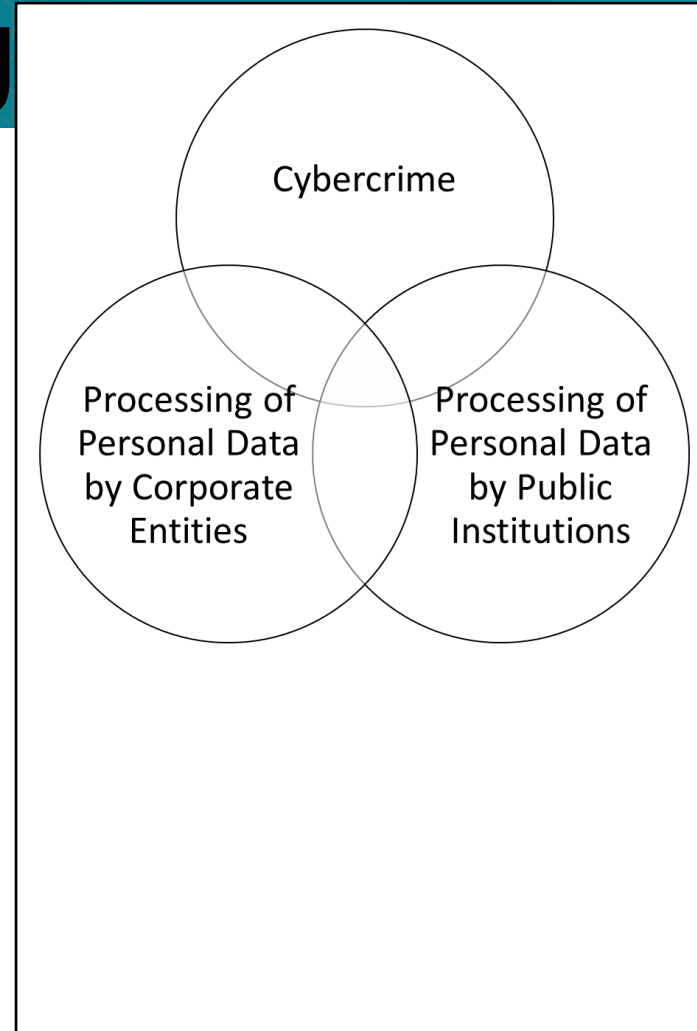 Cybercrime
Processing of
Personal Data
by Corporate
Entities
Processing of
Personal Data
by Public
Institutions